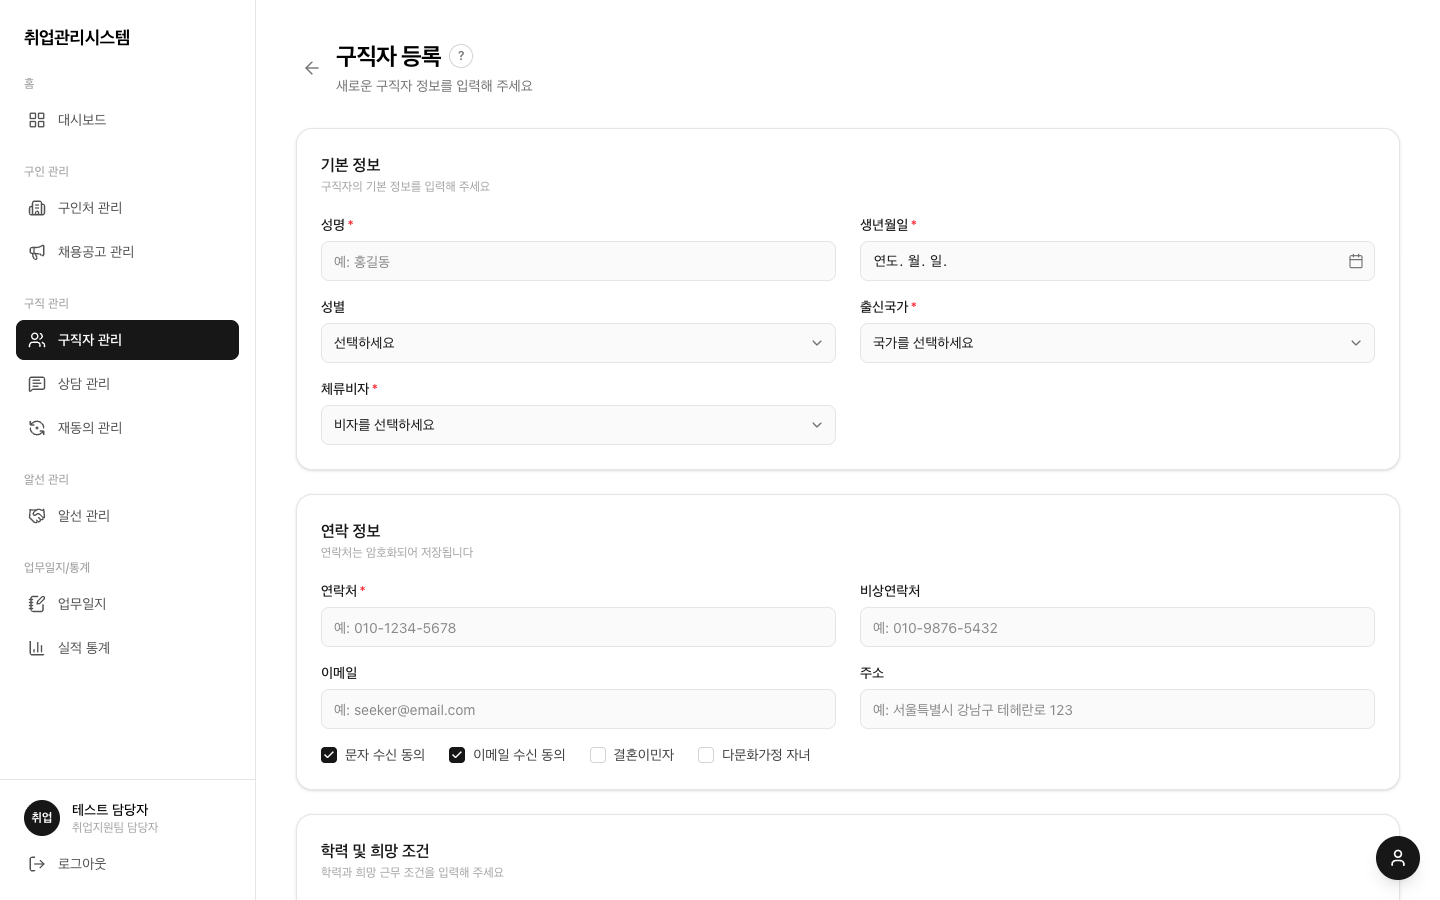 취업관리시스템
홈
대시보드
구인 관리
구인처 관리
채용공고 관리
구직 관리
구직자 관리
상담 관리
재동의 관리
알선 관리
알선 관리
업무일지/통계
업무일지
실적 통계
취업
테스트 담당자
취업지원팀 담당자
로그아웃
구직자 등록 ?
새로운 구직자 정보를 입력해 주세요
기본 정보
구직자의 기본 정보를 입력해 주세요
성명 *
예: 홍길동
생년월일 *
연도. 월. 일.
성별
선택하세요
출신국가 *
국가를 선택하세요
체류비자 *
비자를 선택하세요
연락 정보
연락처는 암호화되어 저장됩니다
연락처 *
예: 010-1234-5678
비상연락처
예: 010-9876-5432
이메일
예: seeker@email.com
주소
예: 서울특별시 강남구 테헤란로 123
문자 수신 동의 이메일 수신 동의 결혼이민자 다문화가정 자녀
학력 및 희망 조건
학력과 희망 근무 조건을 입력해 주세요